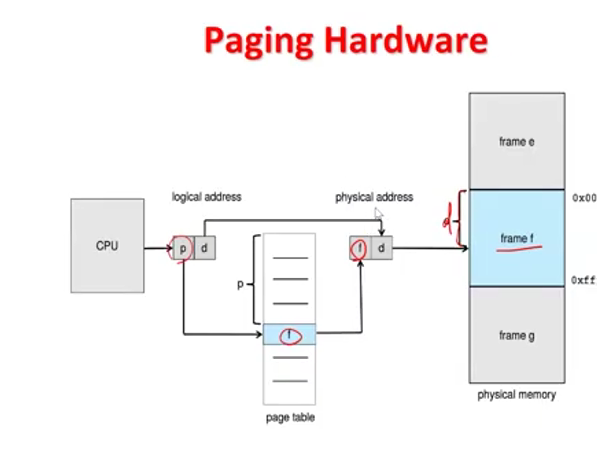 Paging Hardware
frame e
logical address
physical address
0x00
CPU
p
d
f
d
d
frame f
p
0xff
f
frame g
physical memory
page table